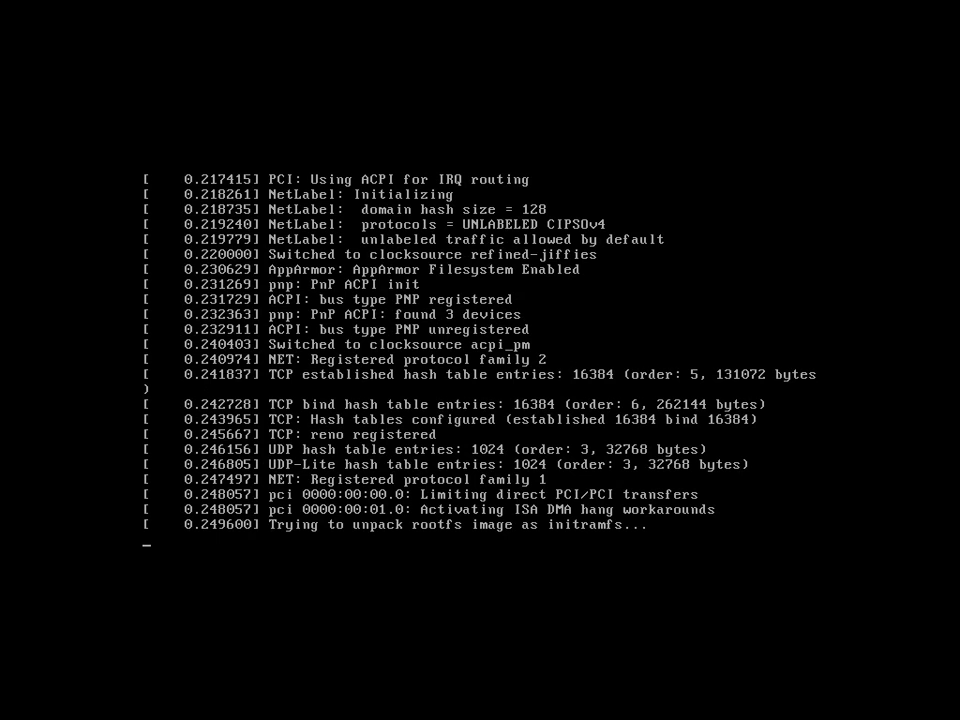 [    0.217415] PCI: Using ACPI for IRQ routing
[    0.218261] NetLabel: Initializing
[    0.218735] NetLabel:  domain hash size = 128
[    0.219240] NetLabel:  protocols = UNLABELED CIPSOv4
[    0.219779] NetLabel:  unlabeled traffic allowed by default
[    0.220000] Switched to clocksource refined-jiffies
[    0.230629] AppArmor: AppArmor Filesystem Enabled
[    0.231269] pnp: PnP ACPI init
[    0.231729] ACPI: bus type PNP registered
[    0.232363] pnp: PnP ACPI: found 3 devices
[    0.232911] ACPI: bus type PNP unregistered
[    0.240403] Switched to clocksource acpi_pm
[    0.240974] NET: Registered protocol family 2
[    0.241837] TCP established hash table entries: 16384 (order: 5, 131072 bytes
)
[    0.242728] TCP bind hash table entries: 16384 (order: 6, 262144 bytes)
[    0.243965] TCP: Hash tables configured (established 16384 bind 16384)
[    0.245667] TCP: reno registered
[    0.246156] UDP hash table entries: 1024 (order: 3, 32768 bytes)
[    0.246805] UDP-Lite hash table entries: 1024 (order: 3, 32768 bytes)
[    0.247497] NET: Registered protocol family 1
[    0.248057] pci 0000:00:00.0: Limiting direct PCI/PCI transfers
[    0.248057] pci 0000:00:01.0: Activating ISA DMA hang workarounds
[    0.249600] Trying to unpack rootfs image as initramfs...
_